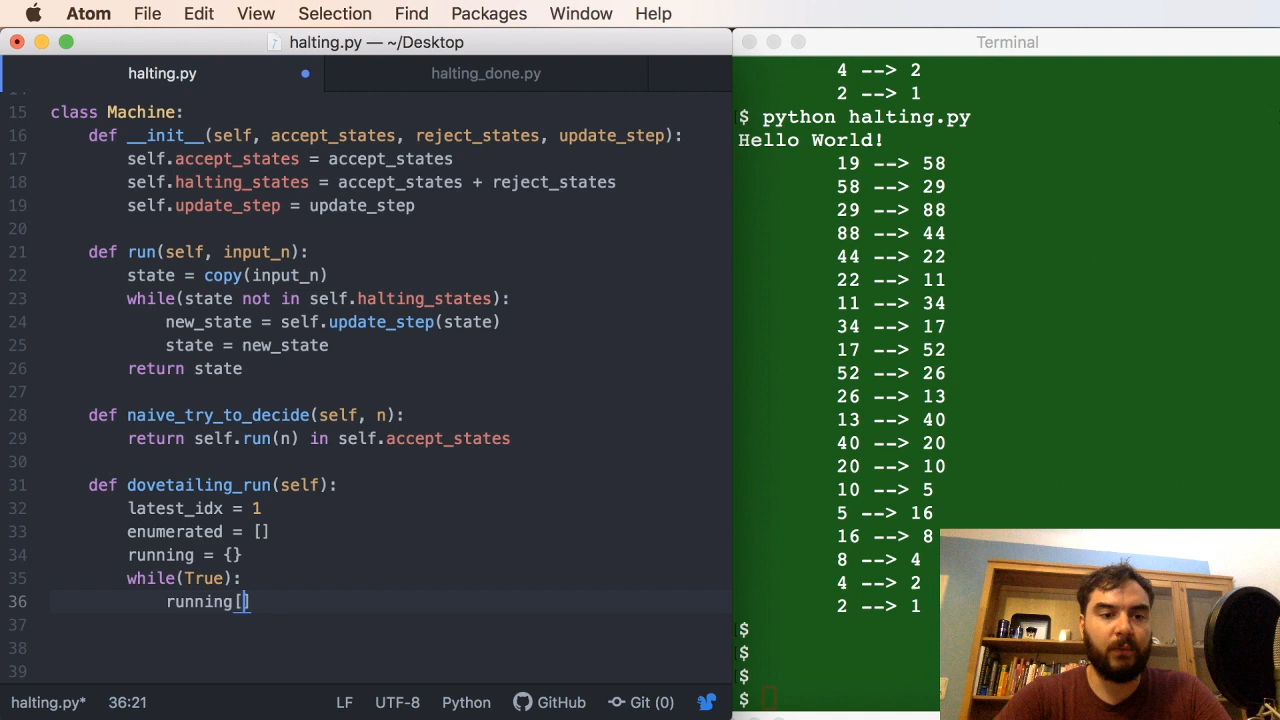 Atom File Edit View Selection Find Packages Window Help
halting.py — ~/Desktop
halting.py
halting_done.py
15 class Machine:
16 def __init__(self, accept_states, reject_states, update_step):
17 self.accept_states = accept_states
18 self.halting_states = accept_states + reject_states
19 self.update_step = update_step
20
21 def run(self, input_n):
22 state = copy(input_n)
23 while(state not in self.halting_states):
24 new_state = self.update_step(state)
25 state = new_state
26 return state
27
28 def naive_try_to_decide(self, n):
29 return self.run(n) in self.accept_states
30
31 def dovetailing_run(self):
32 latest_idx = 1
33 enumerated = []
34 running = {}
35 while(True):
36 running[]
37
38
39
halting.py* 36:21 LF UTF-8 Python GitHub Git (0)
Terminal
4 --> 2
2 --> 1
$ python halting.py
Hello World!
19 --> 58
58 --> 29
29 --> 88
88 --> 44
44 --> 22
22 --> 11
11 --> 34
34 --> 17
17 --> 52
52 --> 26
26 --> 13
13 --> 40
40 --> 20
20 --> 10
10 --> 5
5 --> 16
16 --> 8
8 --> 4
4 --> 2
2 --> 1
$
$
$
$